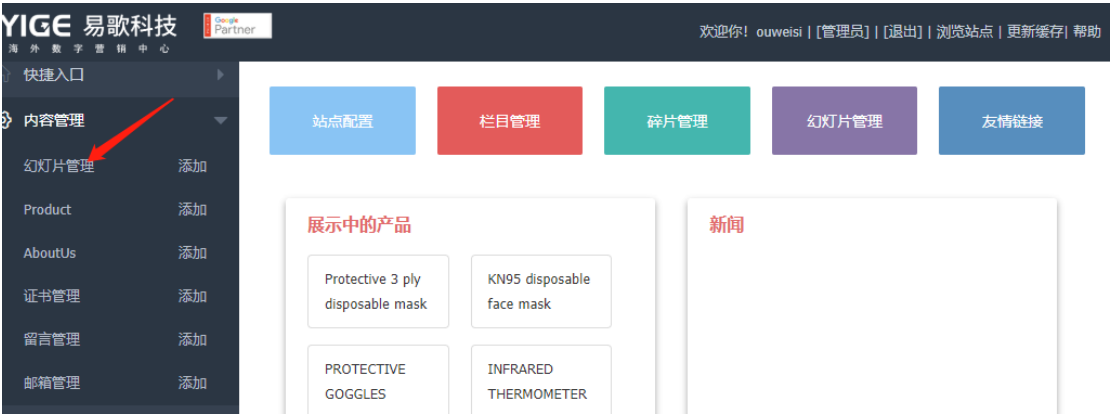 YIGE 易歌科技
海外数字营销中心
Google
Partner
欢迎你！ouweisi | [管理员] | [退出] | 浏览站点 | 更新缓存| 帮助
快捷入口
内容管理
幻灯片管理 添加
Product 添加
AboutUs 添加
证书管理 添加
留言管理 添加
邮箱管理 添加
站点配置
栏目管理
碎片管理
幻灯片管理
友情链接
展示中的产品
Protective 3 ply
disposable mask
KN95 disposable
face mask
PROTECTIVE
GOGGLES
INFRARED
THERMOMETER
新闻